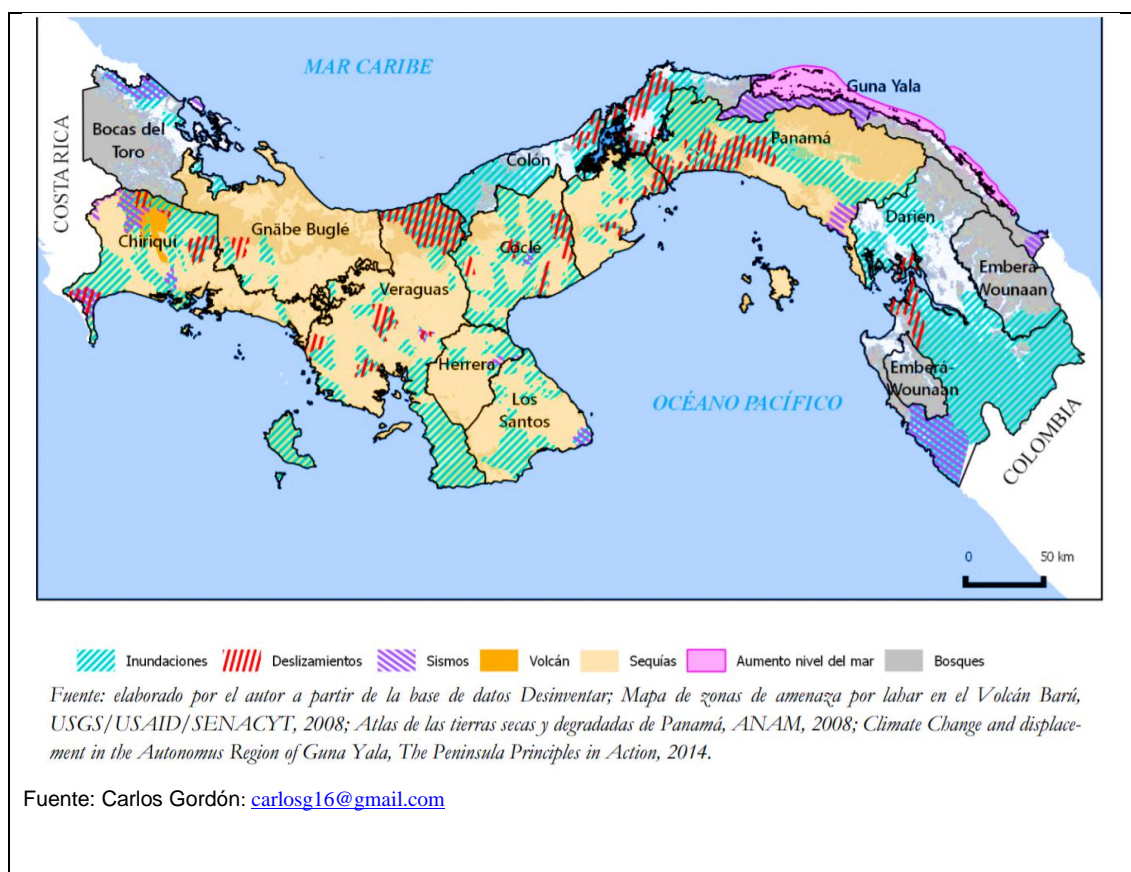 MAR CARIBE
Guna Yala
COSTA RICA
Bocas del
Toro
Panamá
Colón
Darien
Gnäbe Buglé
Chiriquí
Cócle
Emberá
Wounaan
Veraguas
Herrera
Emberá-
Wounaan
Los
Santos
OCÉANO PACÍFICO
COLOMBIA
0 50 km
Inundaciones Deslizamientos Sismos Volcán Sequías Aumento nivel del mar Bosques
Fuente: elaborado por el autor a partir de la base de datos Desinventar; Mapa de zonas de amenaza por lahar en el Volcán Barú,
USGS/USAID/SENACYT, 2008; Atlas de las tierras secas y degradadas de Panamá, ANAM, 2008; Climate Change and displace-
ment in the Autonomus Region of Guna Yala, The Peninsula Principles in Action, 2014.
Fuente: Carlos Gordón: carlosg16@gmail.com